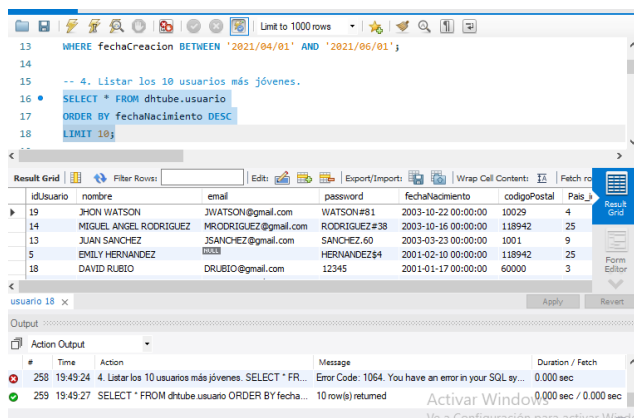 Limit to 1000 rows
13 WHERE fechaCreacion BETWEEN '2021/04/01' AND '2021/06/01';
14
15 -- 4. Listar los 10 usuarios más jóvenes.
16 SELECT * FROM dhtube.usuario
17 ORDER BY fechaNacimiento DESC
18 LIMIT 10;
Result Grid Filter Rows: Edit: Export/Import: Wrap Cell Content: Fetch ro
Result Grid
Form Editor
idUsuario nombre email password fechaNacimiento codigoPostal Pais_i
19 JHON WATSON JWATSON@gmail.com WATSON#81 2003-10-22 00:00:00 10029 4
14 MIGUEL ANGEL RODRIGUEZ MRODRIGUEZ@gmail.com RODRIGUEZ#38 2003-10-16 00:00:00 118942 25
13 JUAN SANCHEZ JSANCHEZ@gmail.com SANCHEZ.60 2003-03-23 00:00:00 1001 9
5 EMILY HERNANDEZ NULL HERNANDEZ$4 2001-02-10 00:00:00 118942 25
18 DAVID RUBIO DRUBIO@gmail.com 12345 2001-01-17 00:00:00 60000 3
usuario 18 × Apply Revert
Output
Action Output
# Time Action Message Duration / Fetch
258 19:49:24 4. Listar los 10 usuarios más jóvenes. SELECT * FR... Error Code: 1064. You have an error in your SQL sy... 0.000 sec
259 19:49:27 SELECT * FROM dhtube.usuario ORDER BY fecha... 10 row(s) returned 0.000 sec / 0.000 sec
Activar Windows